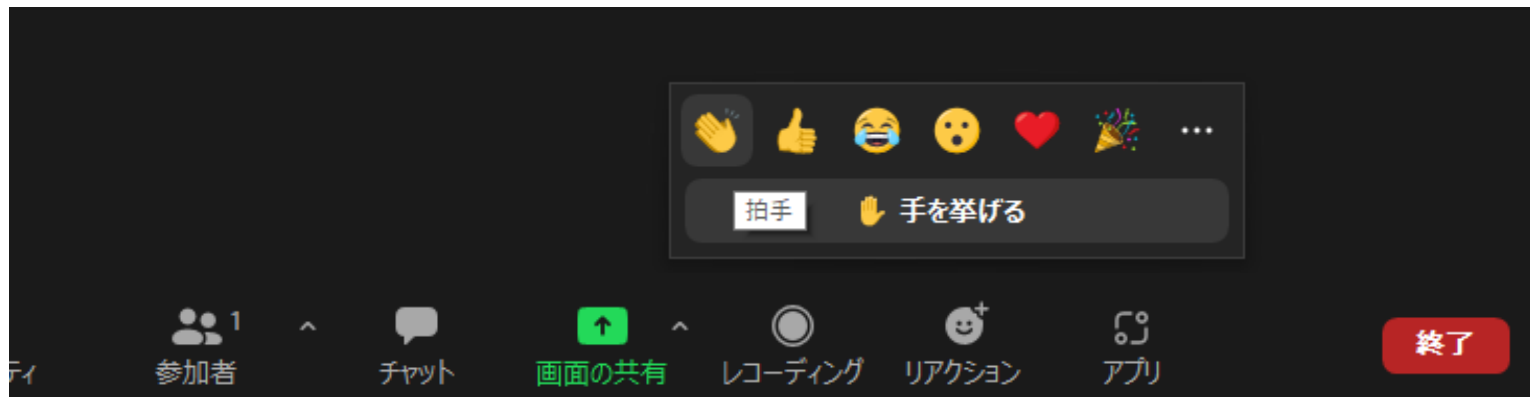 拍手
手を挙げる
1
ティ
参加者
チャット
画面の共有
レコーディング
リアクション
アプリ
終了